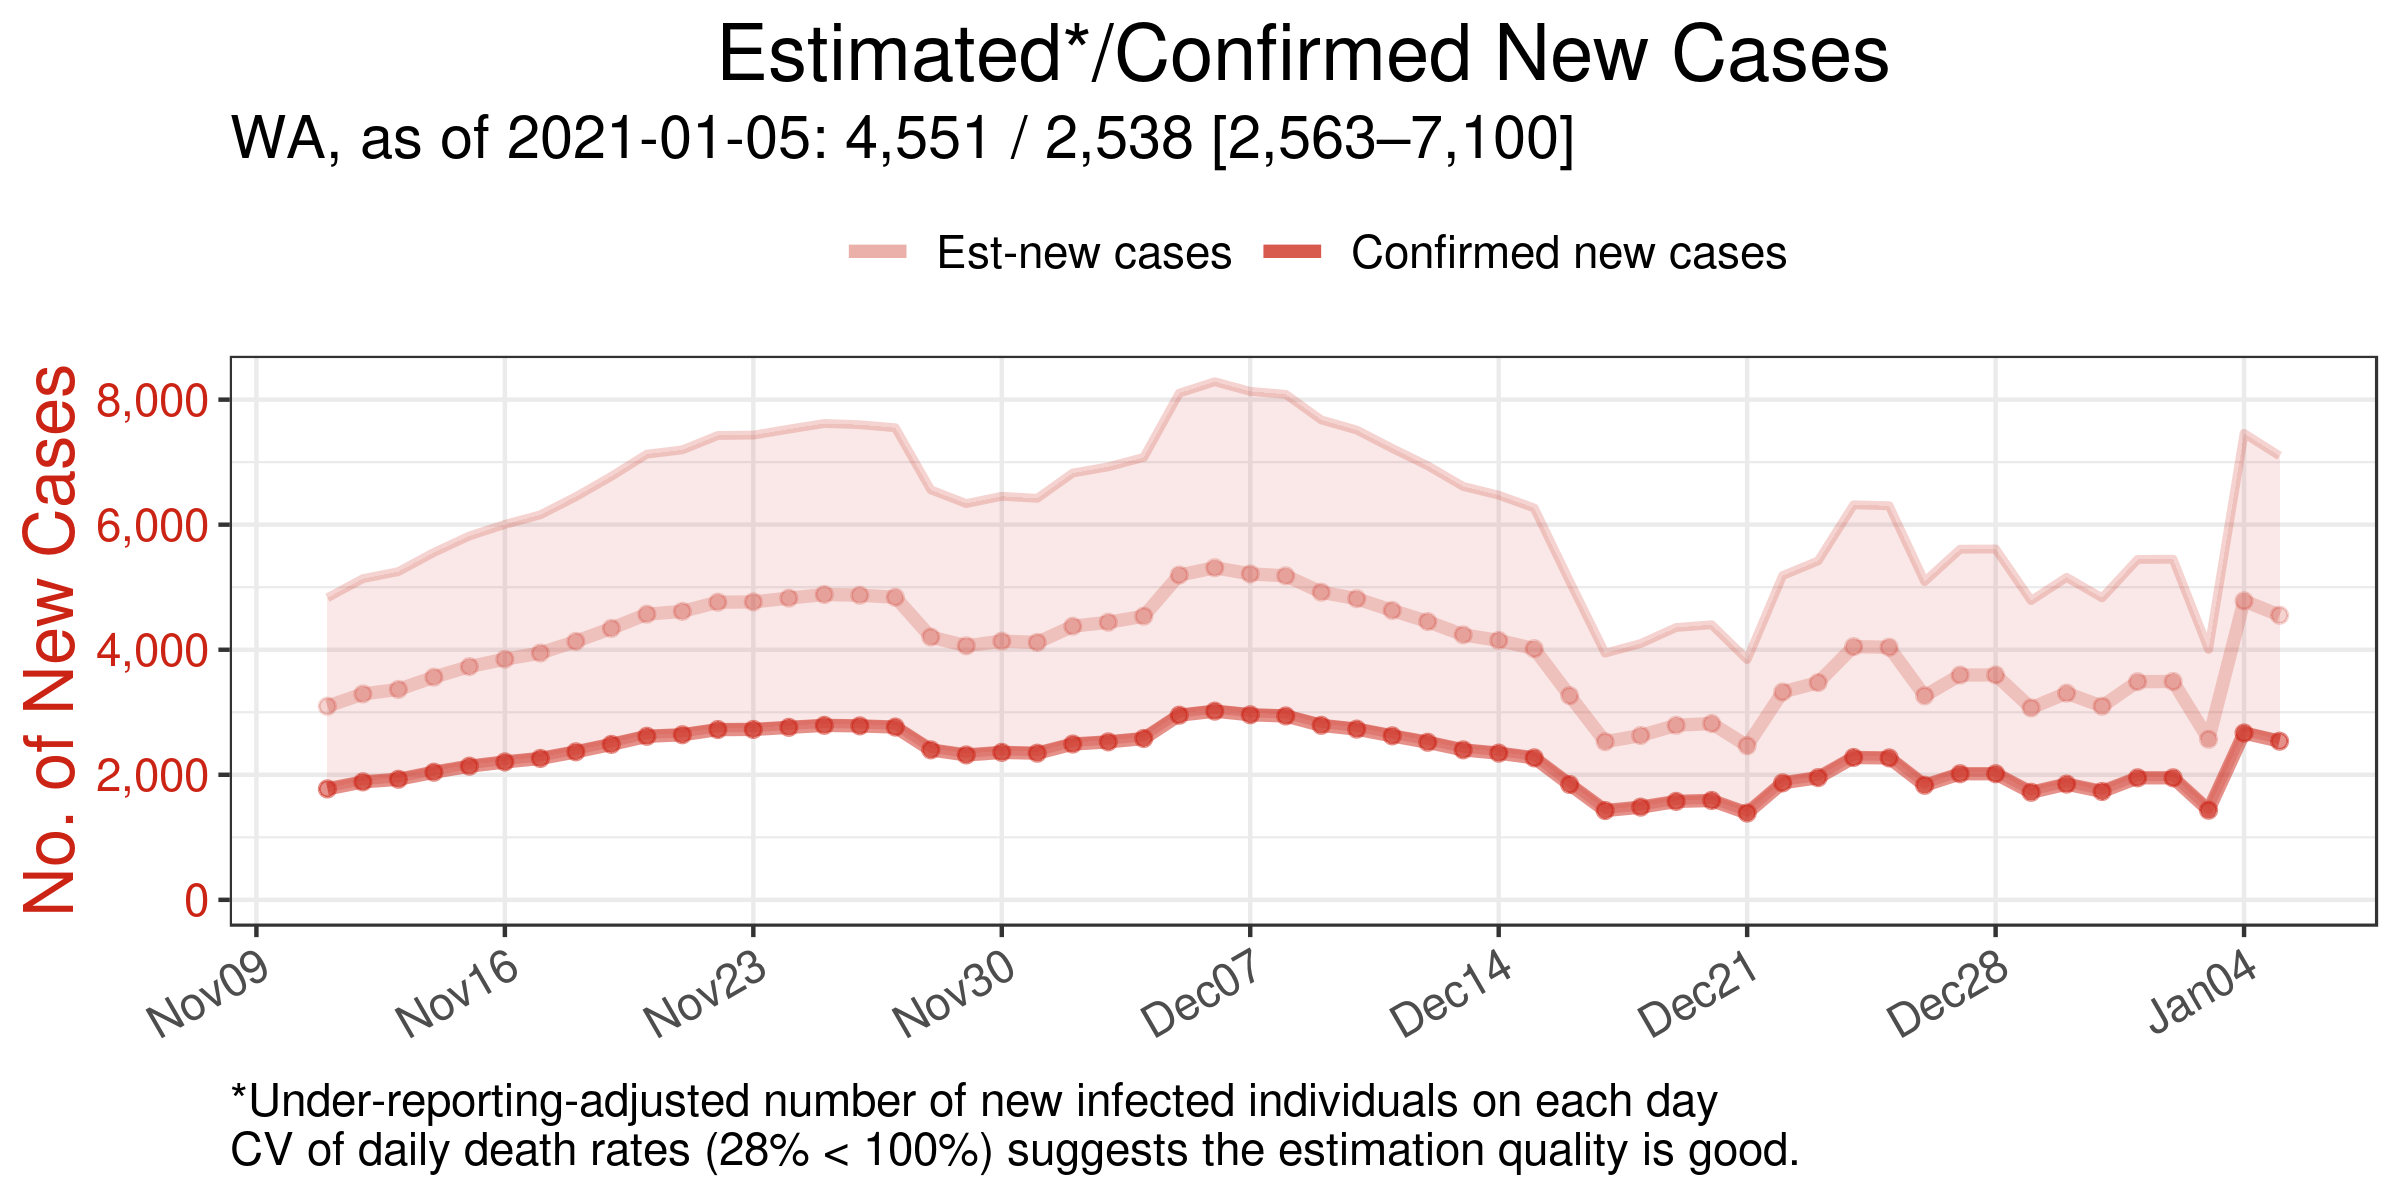 Estimated*/Confirmed New Cases
WA, as of 2021-01-05: 4,551 / 2,538 [2,563–7,100]
Est-new cases Confirmed new cases
No. of New Cases
8,000
6,000
4,000
2,000
0
Nov09 Nov16 Nov23 Nov30 Dec07 Dec14 Dec21 Dec28 Jan04
*Under-reporting-adjusted number of new infected individuals on each day
CV of daily death rates (28% < 100%) suggests the estimation quality is good.